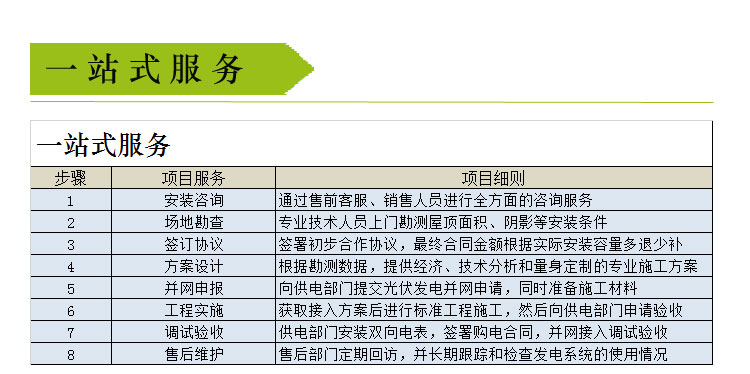 一站式服务
一站式服务
步骤 项目服务 项目细则
1 安装咨询 通过售前客服、销售人员进行全方面的咨询服务
2 场地勘查 专业技术人员上门勘测屋顶面积、阴影等安装条件
3 签订协议 签署初步合作协议，最终合同金额根据实际安装容量多退少补
4 方案设计 根据勘测数据，提供经济、技术分析和量身定制的专业施工方案
5 并网申报 向供电部门提交光伏发电并网申请，同时准备施工材料
6 工程实施 获取接入方案后进行标准工程施工，然后向供电部门申请验收
7 调试验收 供电部门安装双向电表，签署购电合同，并网接入调试验收
8 售后维护 售后部门定期回访，并长期跟踪和检查发电系统的使用情况